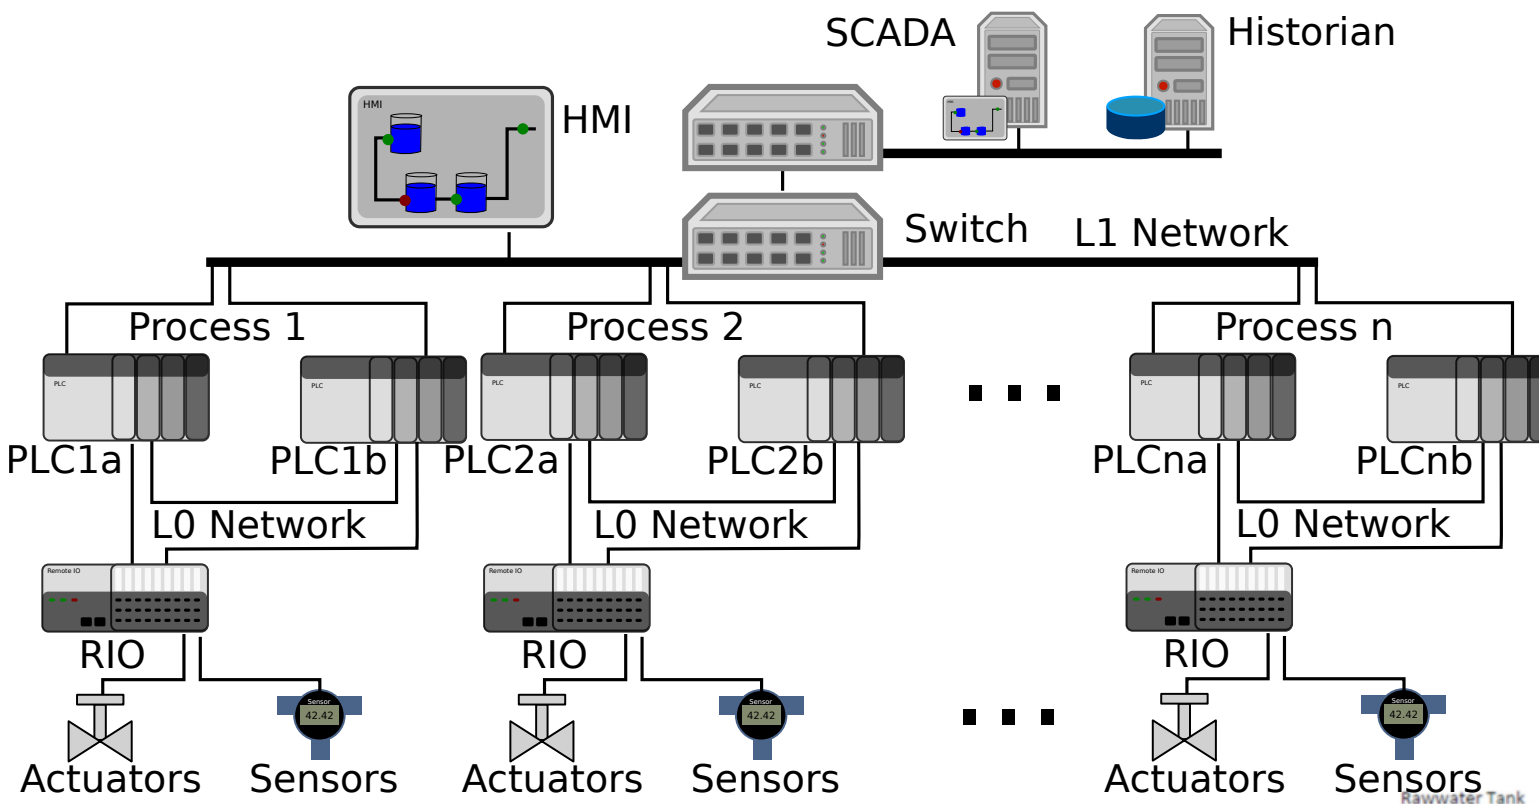 SCADA
Historian
HMI
HMI
Switch
L1 Network
Process 1
Process 2
Process n
PLC
PLC
PLC
PLC
PLC
PLC
PLC1a
PLC1b
PLC2a
PLC2b
PLCna
PLCnb
L0 Network
L0 Network
L0 Network
Remote IO
Remote IO
Remote IO
RIO
RIO
RIO
Sensor
42.42
Sensor
42.42
Sensor
42.42
Actuators
Sensors
Actuators
Sensors
Actuators
Sensors
Rawwater Tank